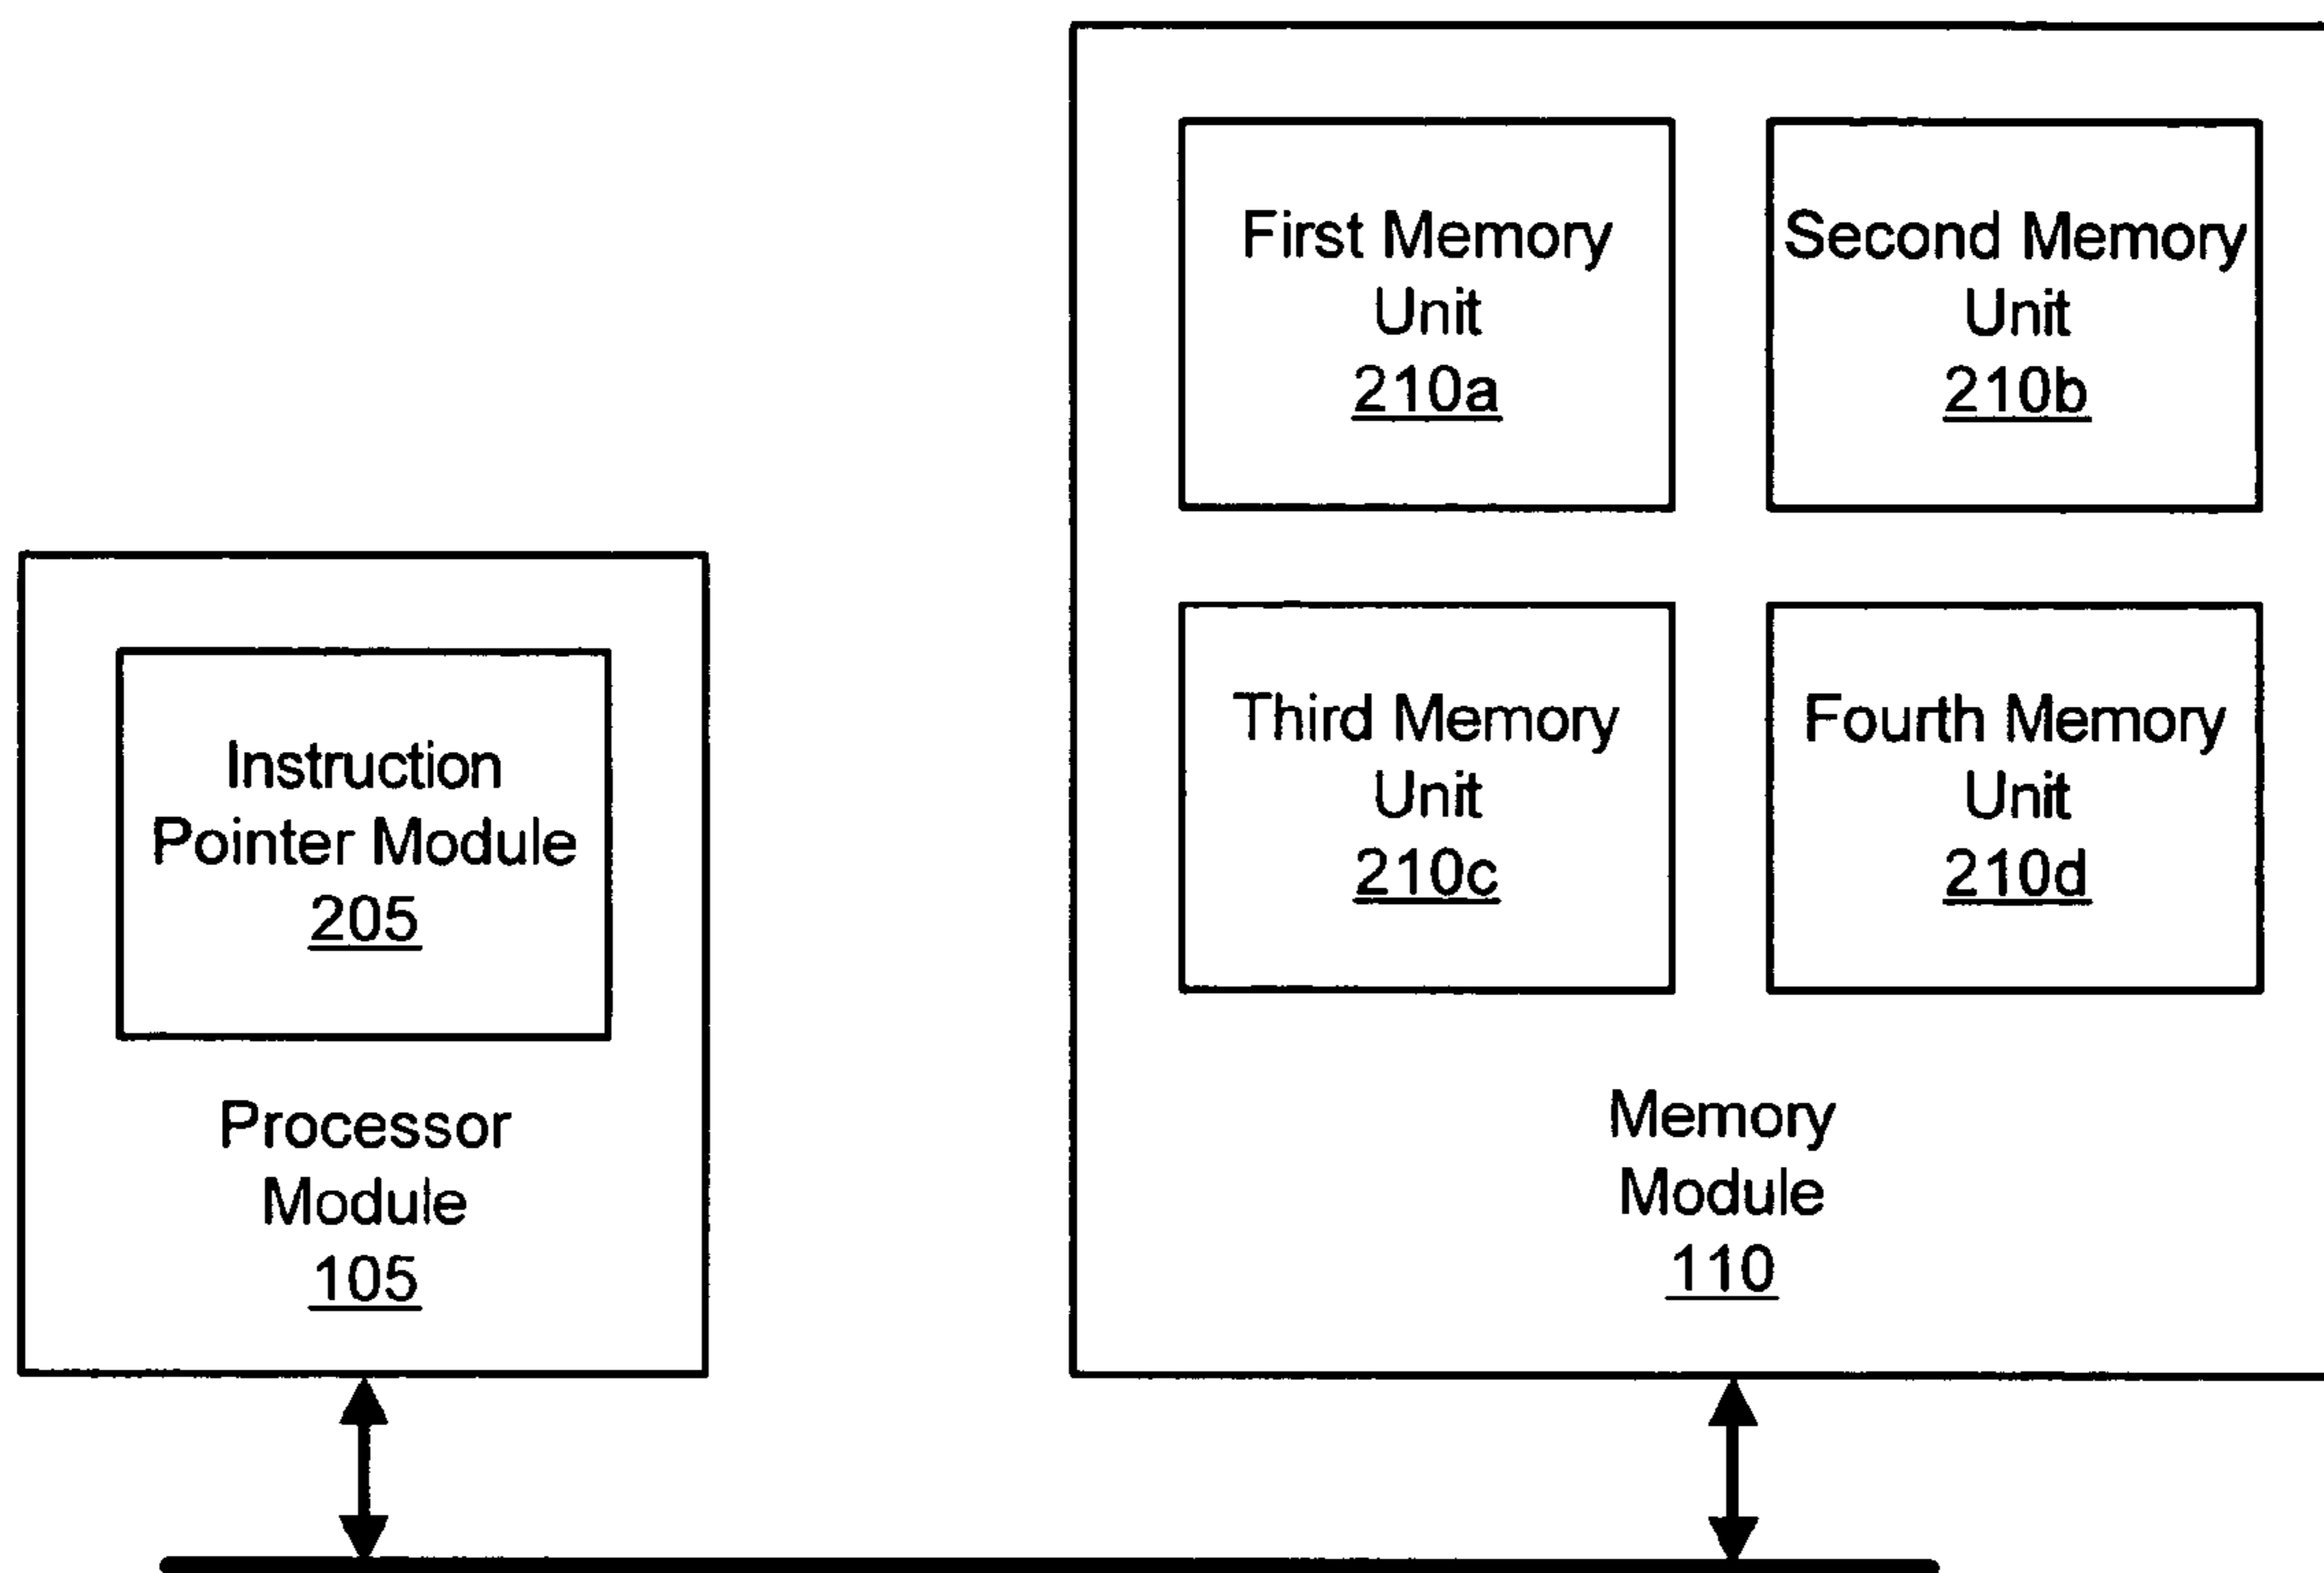 First Memory
Unit
210a
Second Memory
Unit
210b
Third Memory
Unit
210c
Fourth Memory
Unit
210d
Memory
Module
110
Instruction
Pointer Module
205
Processor
Module
105